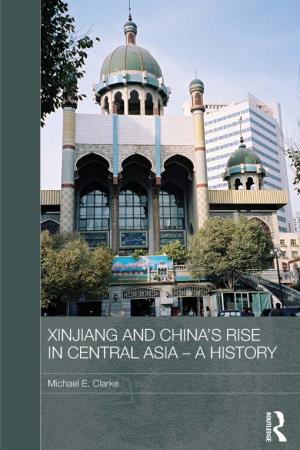 XINJIANG AND CHINA'S RISE
IN CENTRAL ASIA – A HISTORY
Michael E. Clarke
ROUTLEDGE